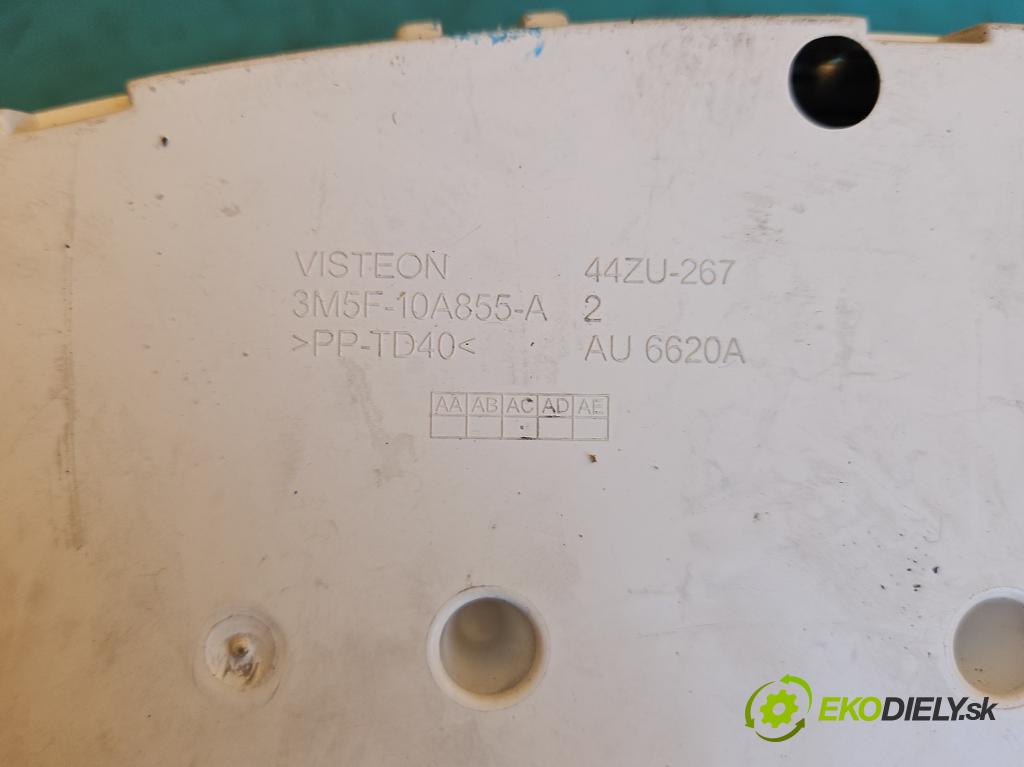 VISTEON 44ZU-267
3M5F-10A855-A 2
>PP-TD40< AU 6620A
AA AB AC AD AE
EKODIELY.sk